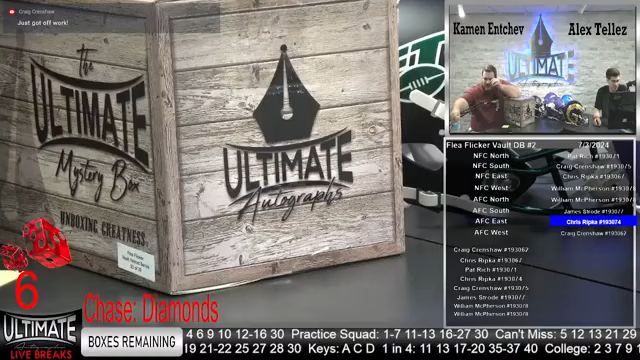 Craig Crenshaw
Just got off work!
the
ULTIMATE
Mystery Box
UNBOXING GREATNESS.
Flea Flicker
ULTIMATE
Autographs
Kamen Entchev
Alex Tellez
ULTIMATE
Flea Flicker Vault DB #2 7/3/2024
NFC North Pat Rich #193071
NFC South Craig Crenshaw #193075
NFC East Chris Ripka #193067
NFC West William McPherson #193078
AFC North William McPherson #193078
AFC South James Strode #193077
AFC East Chris Ripka #193074
AFC West Craig Crenshaw #193062
Craig Crenshaw #193062
Chris Ripka #193067
Pat Rich #193071
Chris Ripka #193074
Craig Crenshaw #193075
James Strode #193077
William McPherson #193078
William McPherson #193078
6
Chase: Diamonds
ULTIMATE
LIVE BREAKS
BOXES REMAINING
4 6 9 10 12-16 30 Practice Squad: 1-7 11-13 16-27 30 Can't Miss: 5 12 13 21 29
19 21-22 25 27 28 30 Keys: A C D 1 in 4: 11 13 17-20 35-37 40 College: 2 3 7 9